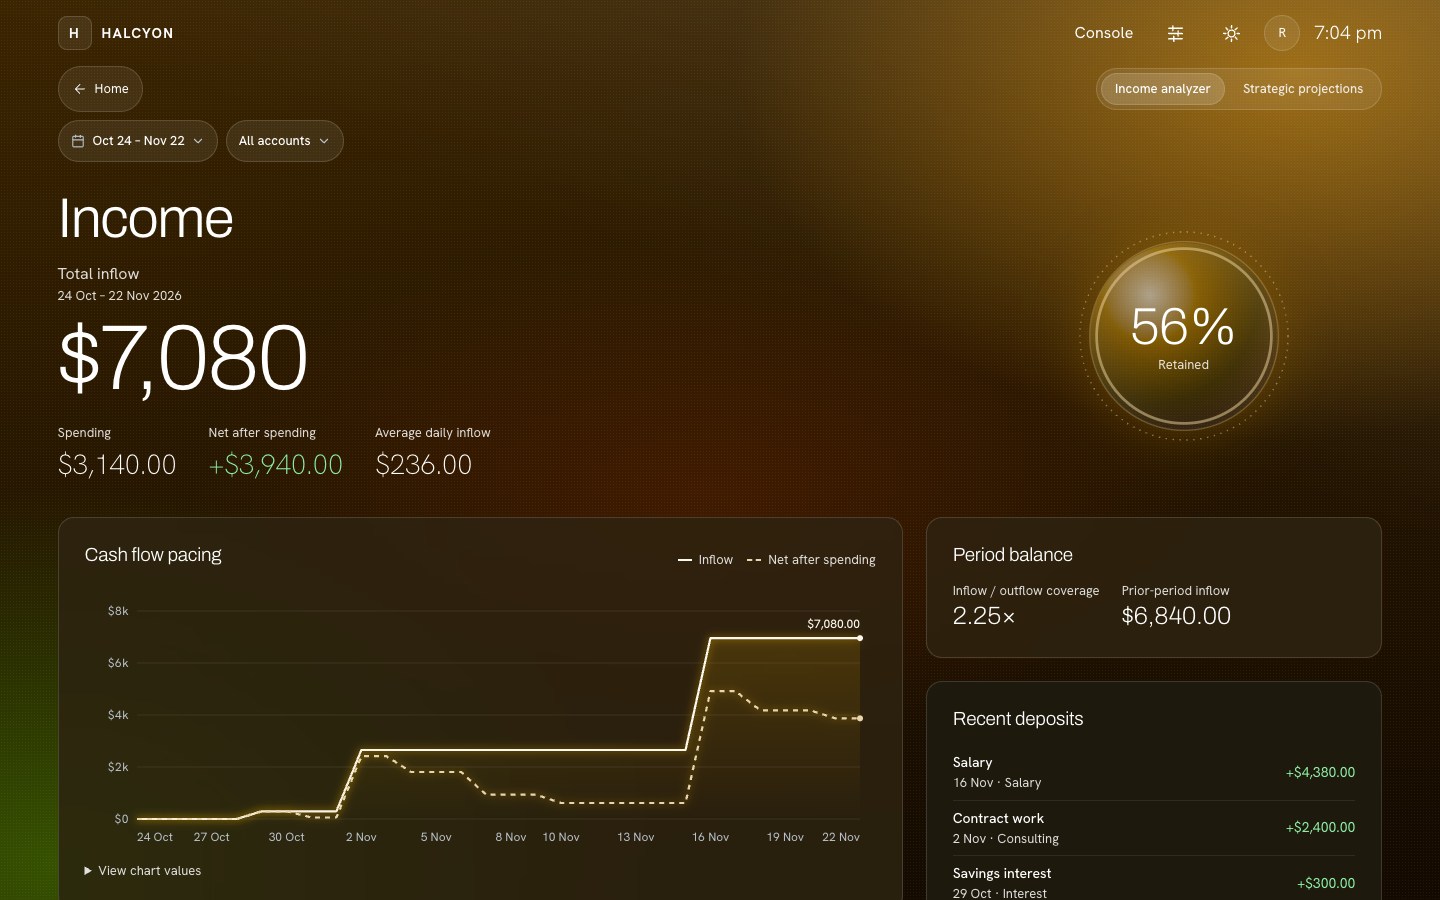 H HALCYON
Console
R
7:04 pm
Home
Income analyzer
Strategic projections
Oct 24 – Nov 22
All accounts
Income
Total inflow
24 Oct – 22 Nov 2026
$7,080
56%
Retained
Spending
$3,140.00
Net after spending
+$3,940.00
Average daily inflow
$236.00
Cash flow pacing
Inflow
Net after spending
$8k
$6k
$4k
$2k
$0
$7,080.00
24 Oct
27 Oct
30 Oct
2 Nov
5 Nov
8 Nov
10 Nov
13 Nov
16 Nov
19 Nov
22 Nov
View chart values
Period balance
Inflow / outflow coverage
2.25×
Prior-period inflow
$6,840.00
Recent deposits
Salary
16 Nov · Salary
+$4,380.00
Contract work
2 Nov · Consulting
+$2,400.00
Savings interest
29 Oct · Interest
+$300.00